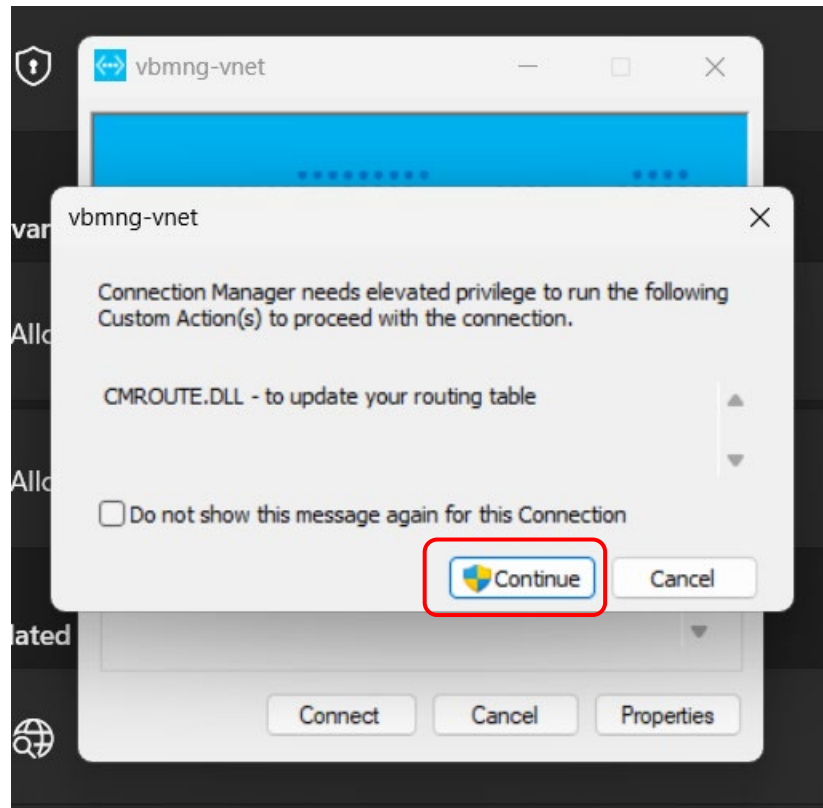 vbmng-vnet
vbmng-vnet
var
Connection Manager needs elevated privilege to run the following
Custom Action(s) to proceed with the connection.
Allc
CMROUTE.DLL - to update your routing table
Allc
Do not show this message again for this Connection
Continue Cancel
lated
Connect Cancel Properties